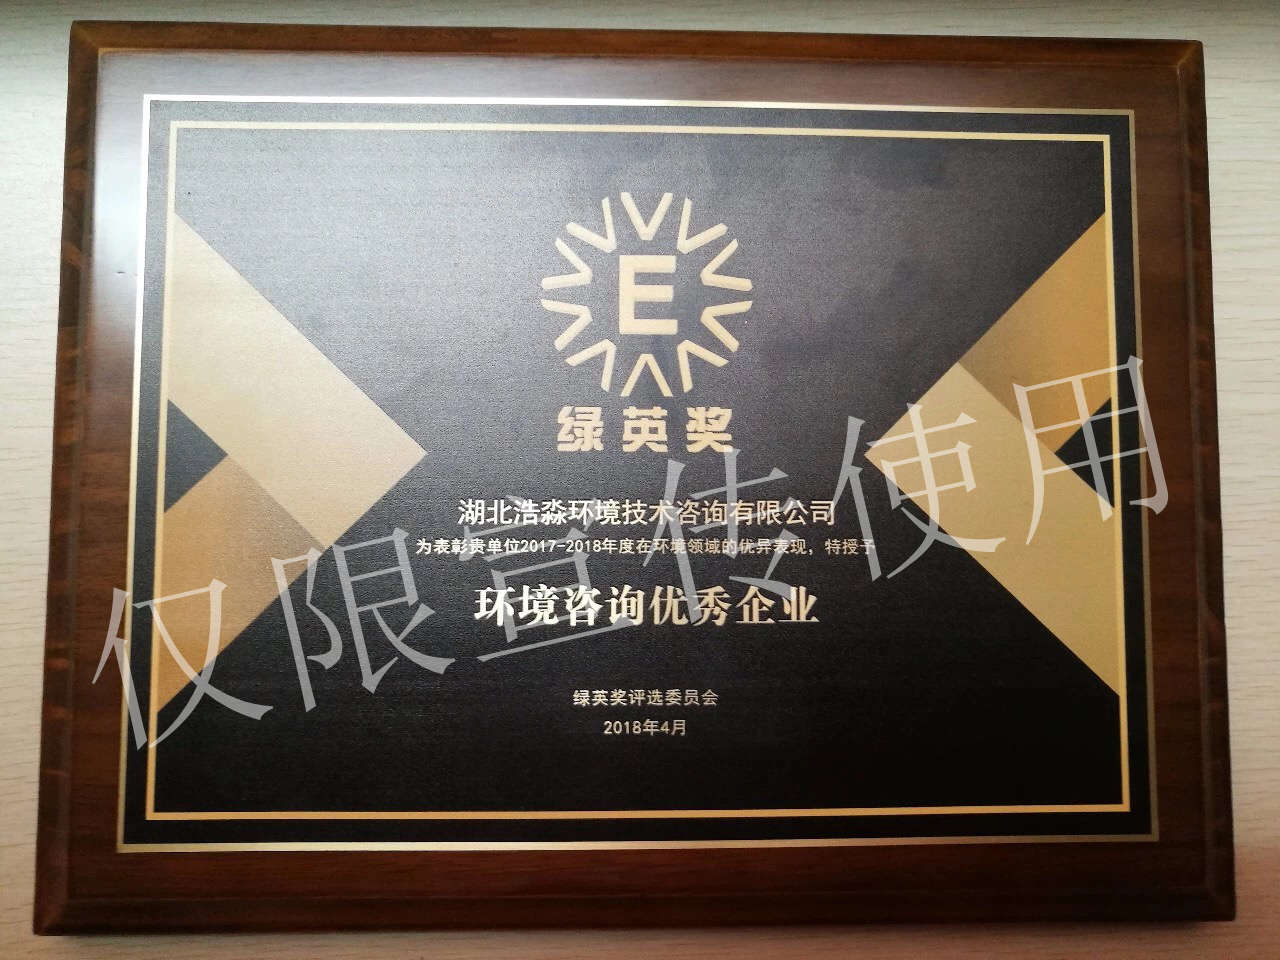 E
绿英奖
湖北浩淼环境技术咨询有限公司
为表彰贵单位2017-2018年度在环境领域的优异表现，特授予
环境咨询优秀企业
绿英奖评选委员会
2018年4月
仅限宣传使用